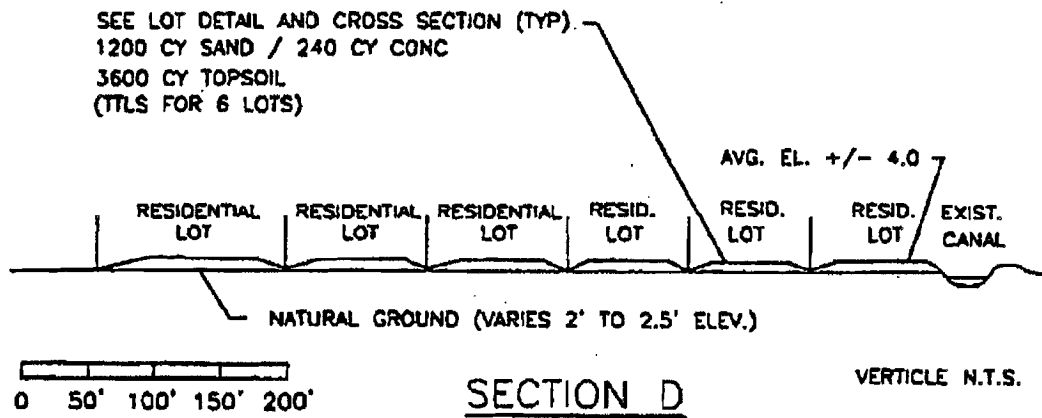 SEE LOT DETAIL AND CROSS SECTION (TYP)
1200 CY SAND / 240 CY CONC
3600 CY TOPSOIL
(TTLS FOR 6 LOTS)
AVG. EL. +/- 4.0
RESIDENTIAL LOT
RESIDENTIAL LOT
RESIDENTIAL LOT
RESID. LOT
RESID. LOT
RESID. LOT
EXIST. CANAL
NATURAL GROUND (VARIES 2' TO 2.5' ELEV.)
0 50' 100' 150' 200'
SECTION D
VERTICLE N.T.S.